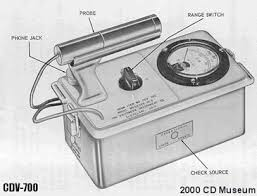 PROBE
RANGE SWITCH
PHONE JACK
CHECK SOURCE
CDV-700
2000 CD Museum